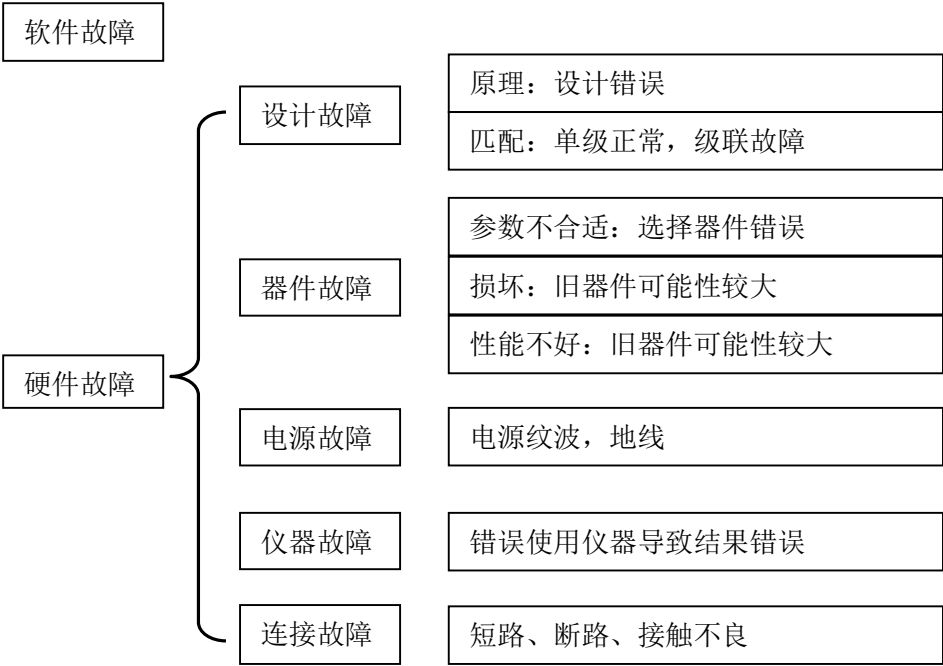 软件故障
设计故障
原理：设计错误
匹配：单级正常，级联故障
器件故障
参数不合适：选择器件错误
损坏：旧器件可能性较大
性能不好：旧器件可能性较大
硬件故障
电源故障
电源纹波，地线
仪器故障
错误使用仪器导致结果错误
连接故障
短路、断路、接触不良